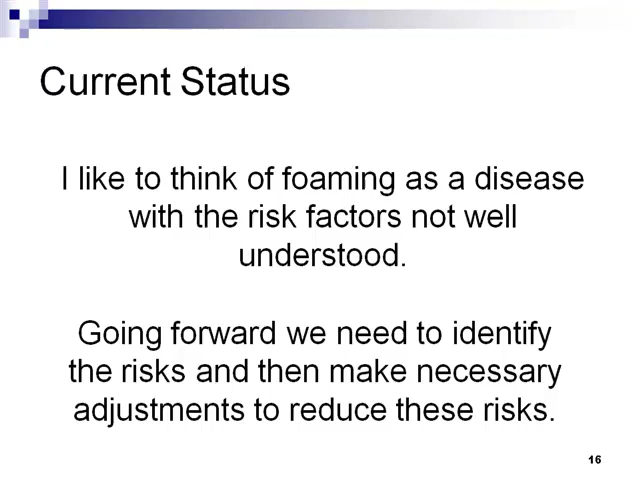 Current Status
I like to think of foaming as a disease
with the risk factors not well
understood.
Going forward we need to identify
the risks and then make necessary
adjustments to reduce these risks.
16